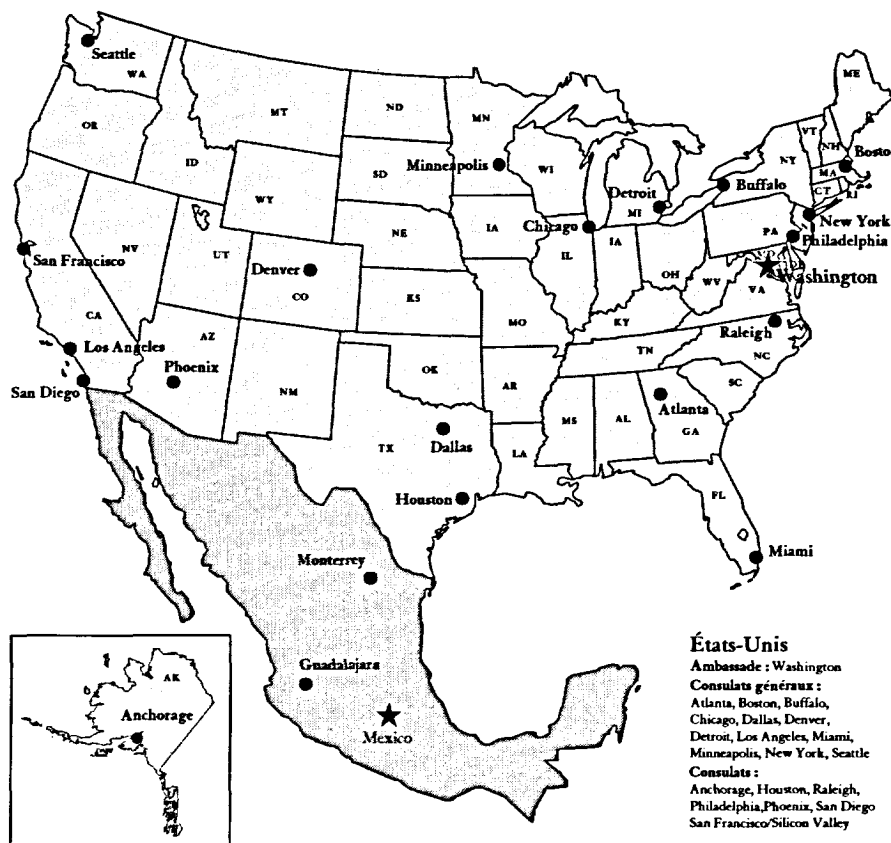 Seattle
WA
MT
ND
MN
ME
OR
ID
VT
NH
Bosto
SD
Minneapolis
WI
NY
MA
WY
Detroit
MI
Buffalo
CT
RI
NV
UT
NE
IA
Chicago
IL
IA
OH
PA
New York
Philadelphia
San Francisco
Denver
CO
KS
MO
WV
VA
Washington
KY
CA
AZ
Los Angeles
Raleigh
Phoenix
NM
OK
TN
NC
San Diego
AR
SC
Atlanta
TX
Dallas
MS
AL
GA
LA
Houston
FL
Monterrey
Miami
Guadalajara
Mexico
AK
Anchorage
États-Unis
Ambassade : Washington
Consulats généraux :
Atlanta, Boston, Buffalo,
Chicago, Dallas, Denver,
Detroit, Los Angeles, Miami,
Minneapolis, New York, Seattle
Consulats :
Anchorage, Houston, Raleigh,
Philadelphia,Phoenix, San Diego
San Francisco/Silicon Valley